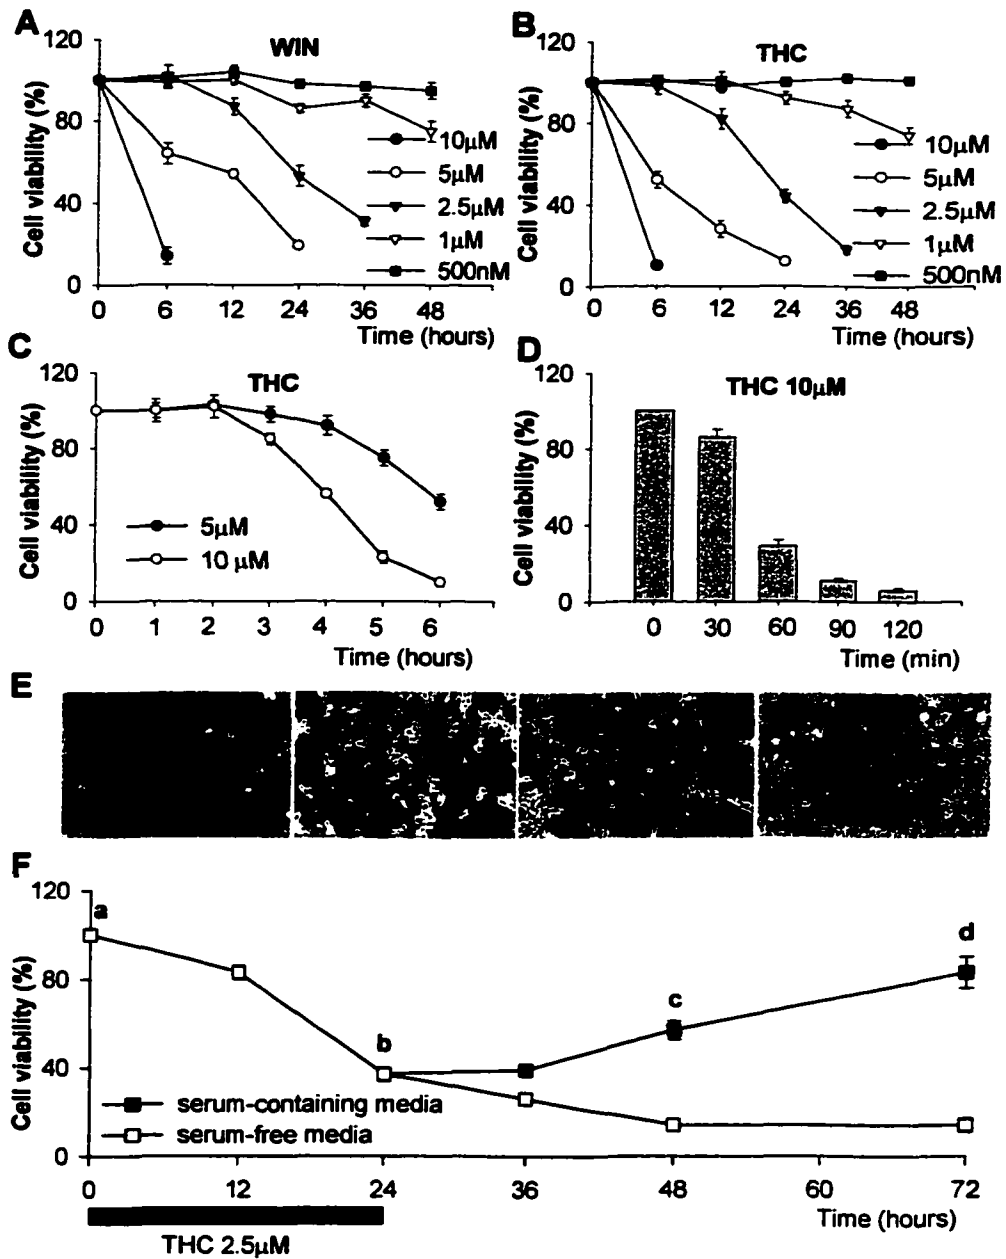 A
WIN
Cell viability (%)
120
80
40
0
10µM
5µM
2.5µM
1µM
500nM
0 6 12 24 36 48
Time (hours)
B
THC
Cell viability (%)
120
80
40
0
10µM
5µM
2.5µM
1µM
500nM
0 6 12 24 36 48
Time (hours)
C
THC
Cell viability (%)
120
80
40
0
5µM
10 µM
0 1 2 3 4 5 6
Time (hours)
D
THC 10µM
Cell viability (%)
120
80
40
0
0 30 60 90 120
Time (min)
E
F
Cell viability (%)
120
80
40
0
a
b
c
d
serum-containing media
serum-free media
0 12 24 36 48 60 72
Time (hours)
THC 2.5µM